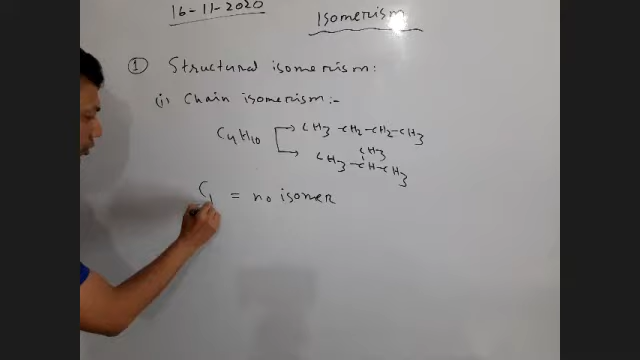 16-11-2020
Isomerism
① Structural isomerism:
(i) Chain isomerism:-
C4H10
CH3-CH2-CH2-CH3
CH3
CH3-CH-CH3
C1 = no isomer